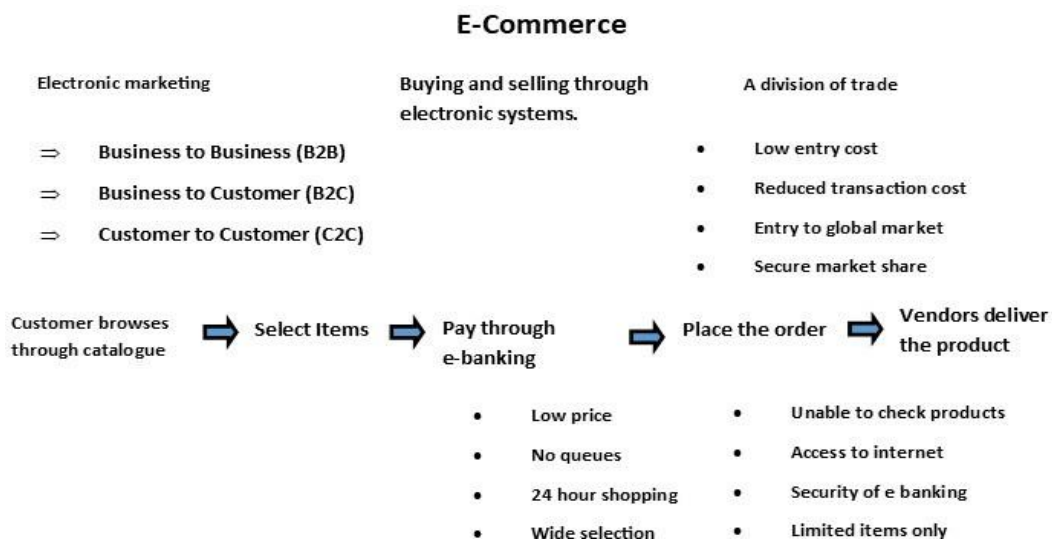 E-Commerce
Electronic marketing
Buying and selling through
electronic systems.
A division of trade
⇒ Business to Business (B2B)
⇒ Business to Customer (B2C)
⇒ Customer to Customer (C2C)
• Low entry cost
• Reduced transaction cost
• Entry to global market
• Secure market share
Customer browses
through catalogue
Select Items
Pay through
e-banking
Place the order
Vendors deliver
the product
• Low price
• No queues
• 24 hour shopping
• Wide selection
• Unable to check products
• Access to internet
• Security of e banking
• Limited items only